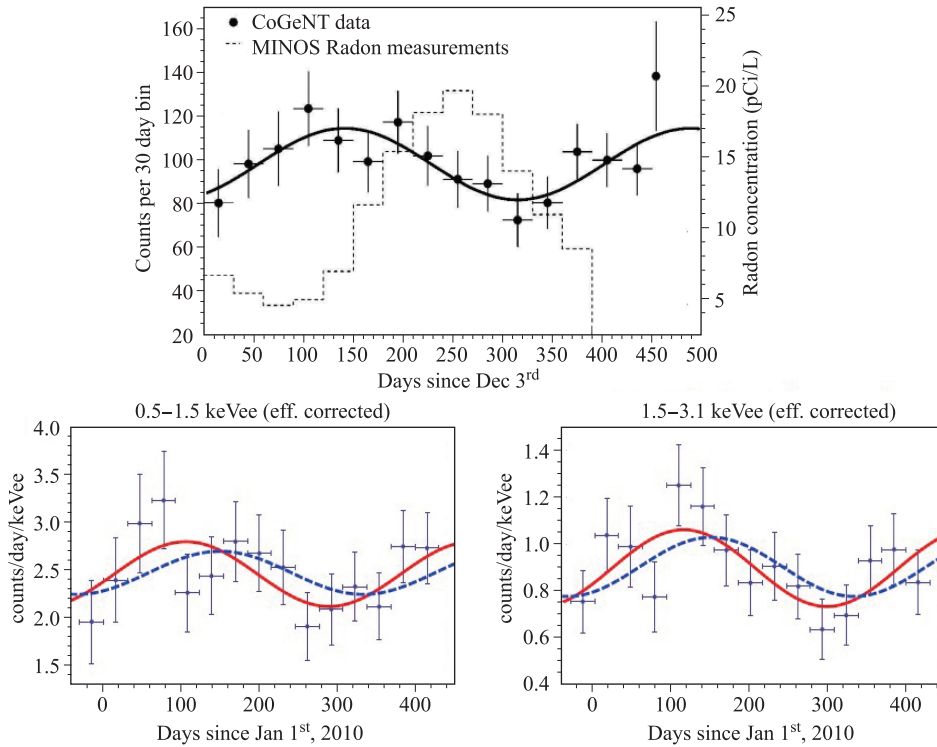 CoGeNT data
MINOS Radon measurements
Counts per 30 day bin
160
140
120
100
80
60
40
20
Radon concentration (pCi/L)
25
20
15
10
5
0 50 100 150 200 250 300 350 400 450 500
Days since Dec 3rd
0.5–1.5 keVee (eff. corrected)
counts/day/keVee
4.0
3.5
3.0
2.5
2.0
1.5
0 100 200 300 400
Days since Jan 1st, 2010
1.5–3.1 keVee (eff. corrected)
counts/day/keVee
1.4
1.2
1.0
0.8
0.6
0.4
0 100 200 300 400
Days since Jan 1st, 2010